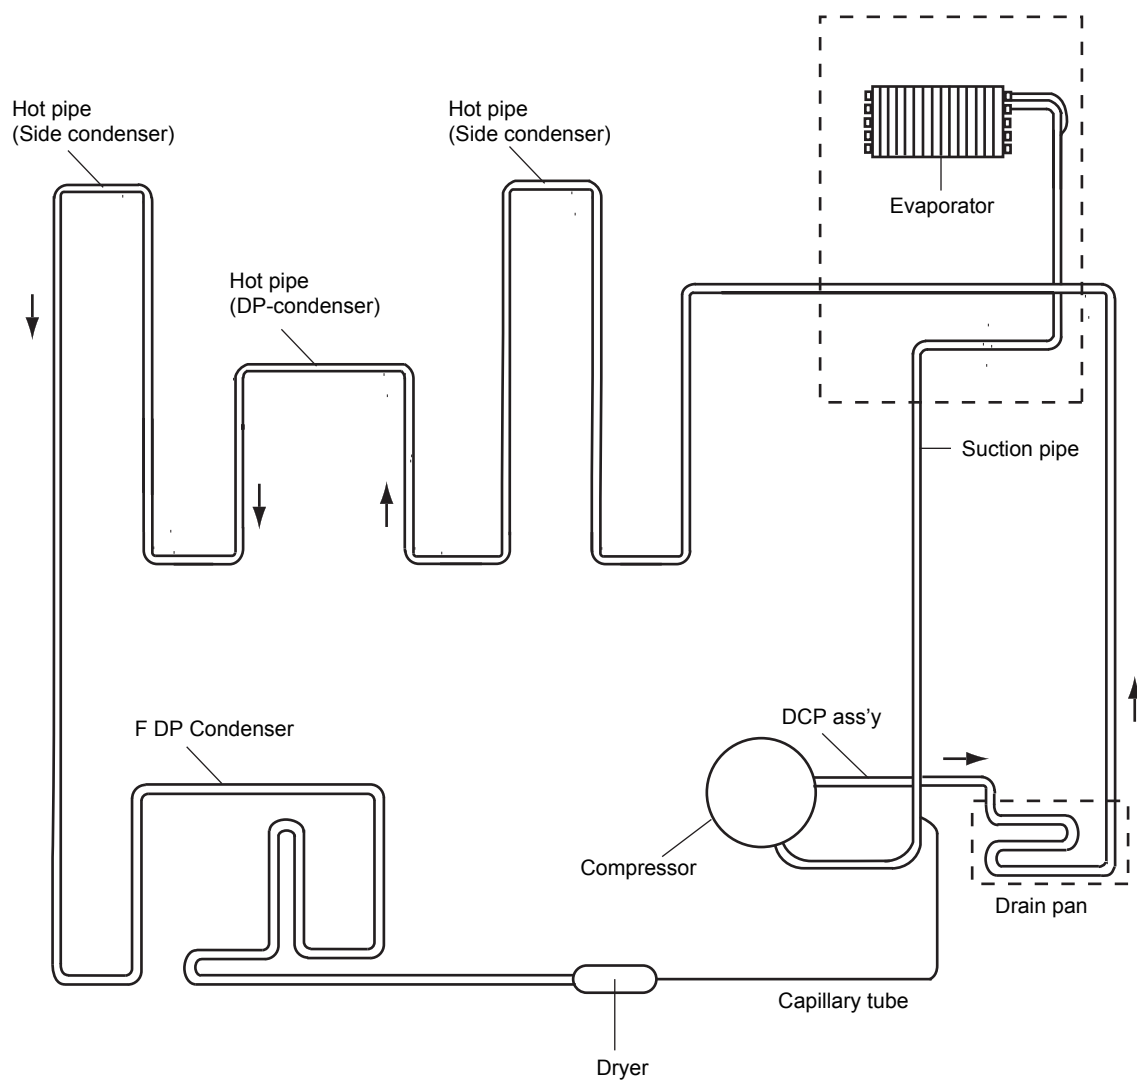 Hot pipe
(Side condenser)
Hot pipe
(Side condenser)
Evaporator
Hot pipe
(DP-condenser)
Suction pipe
F DP Condenser
DCP ass'y
Compressor
Drain pan
Capillary tube
Dryer